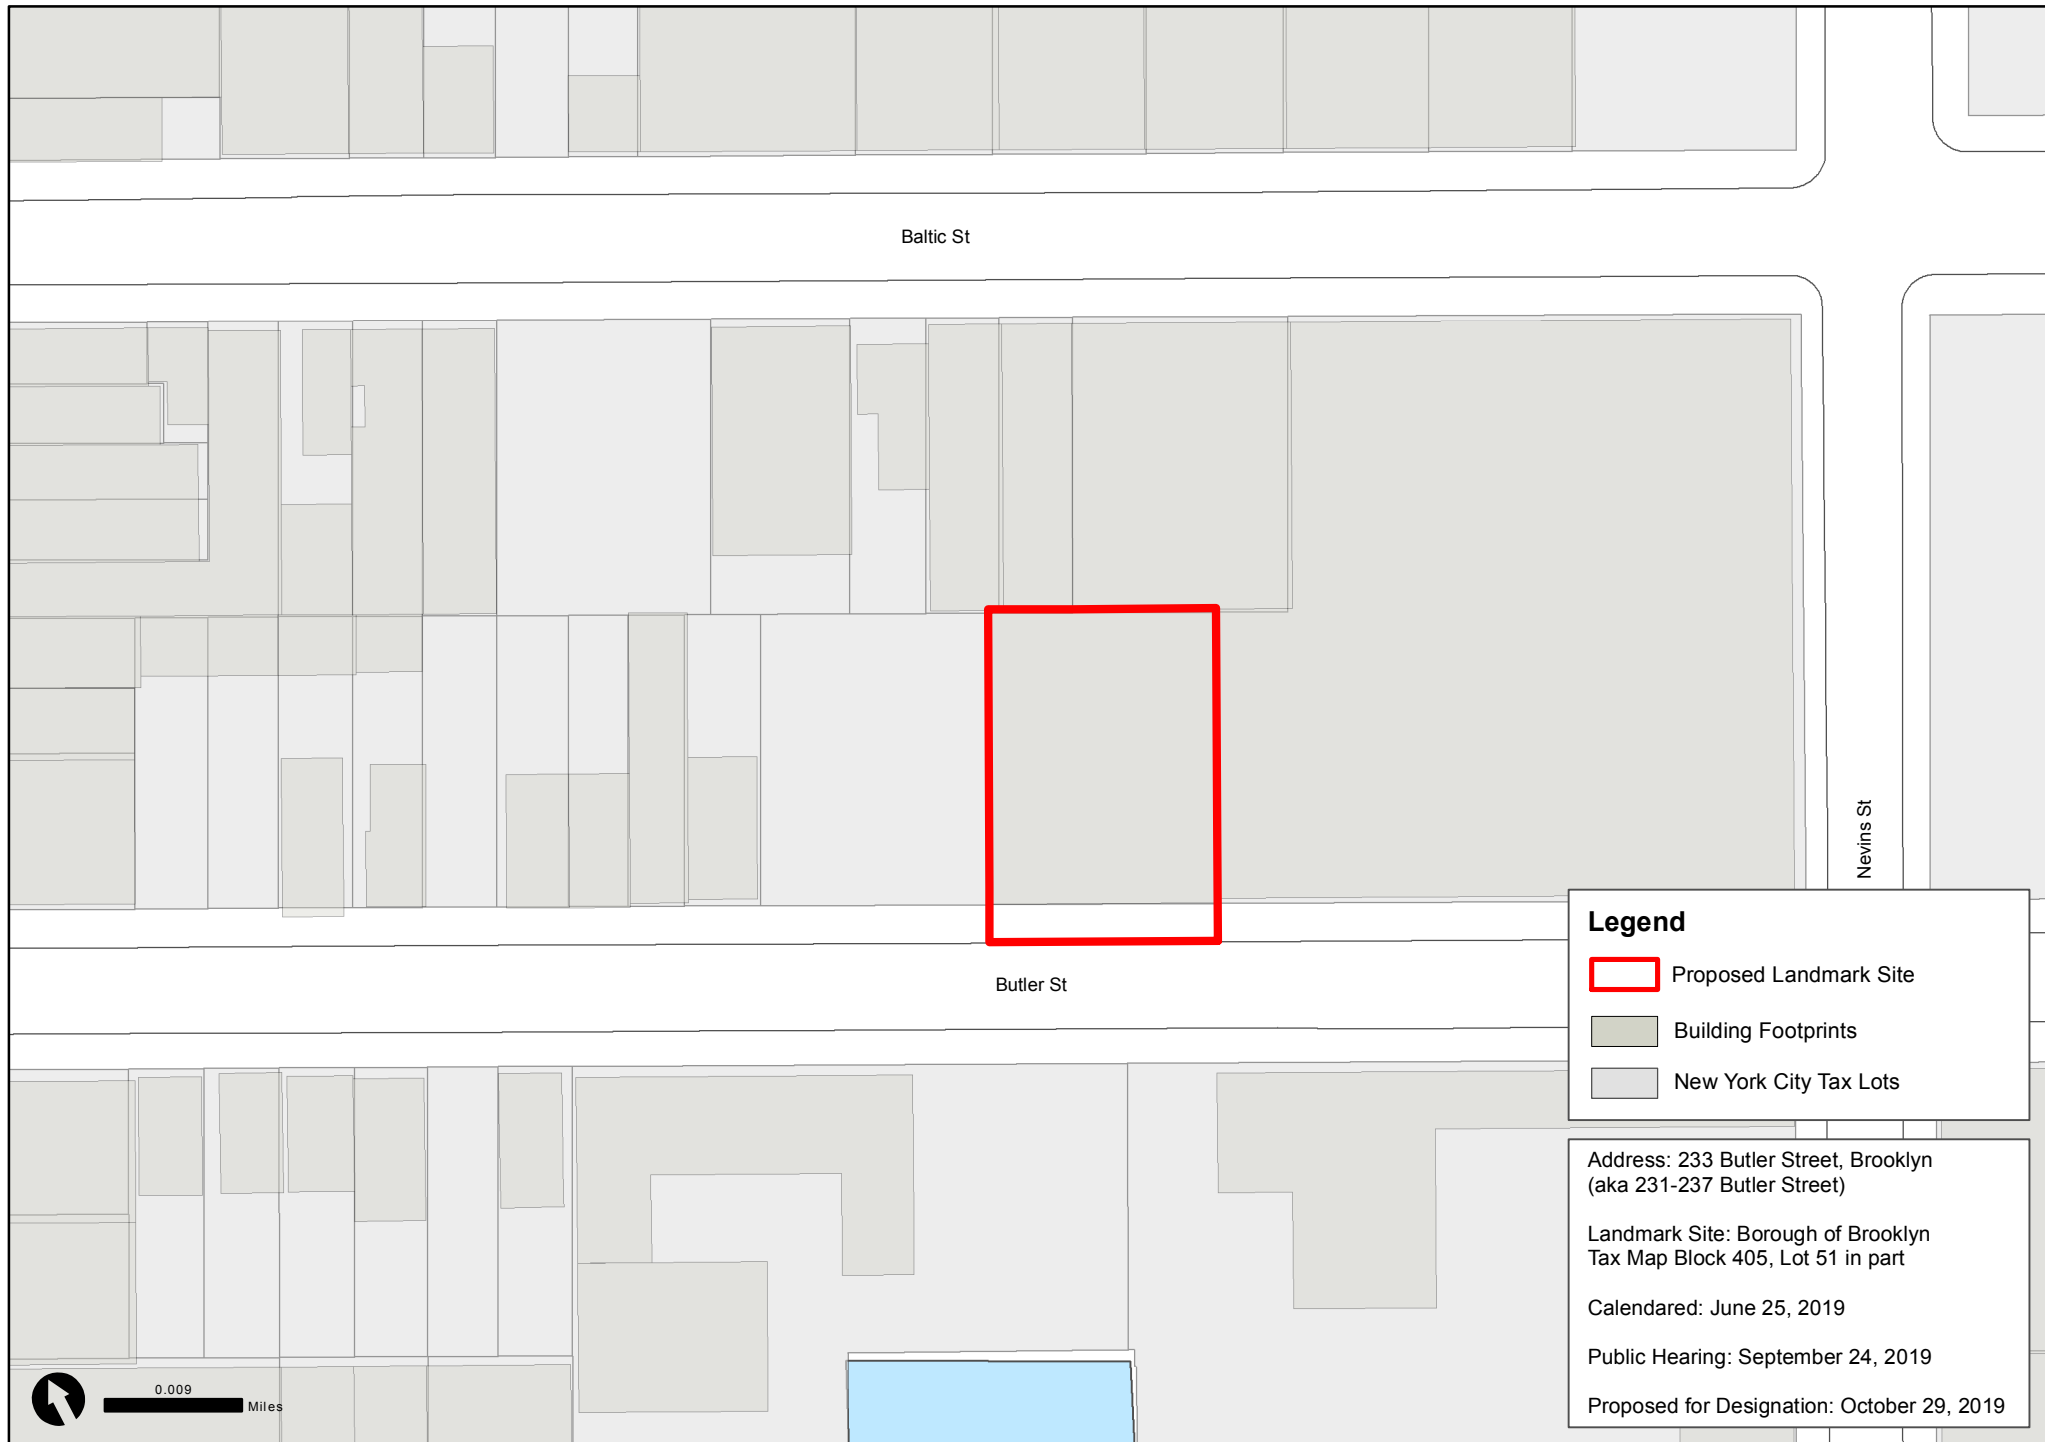 Baltic St
Nevins St
Butler St
Legend
Proposed Landmark Site
Building Footprints
New York City Tax Lots
Address: 233 Butler Street, Brooklyn
(aka 231-237 Butler Street)
Landmark Site: Borough of Brooklyn
Tax Map Block 405, Lot 51 in part
Calendared: June 25, 2019
Public Hearing: September 24, 2019
Proposed for Designation: October 29, 2019
0.009
Miles